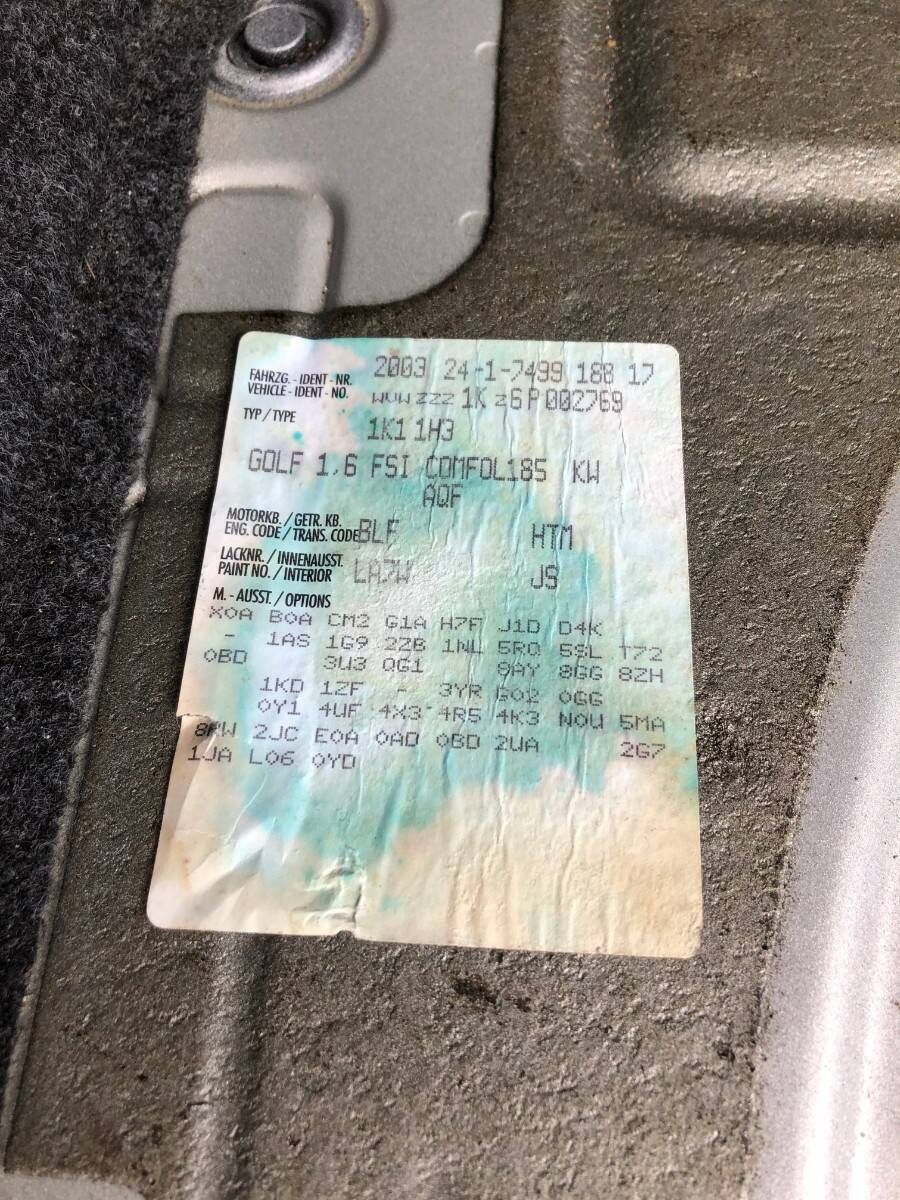 2003 24-1-7499 188 17
FAHRZG. - IDENT - NR.
VEHICLE - IDENT - NO. WVWZZZ1KZ6P002769
TYP / TYPE 1K11H3
GOLF 1.6 FSI COMFOL185 KW
AQF
MOTORKB. / GETR. KB.
ENG. CODE / TRANS. CODE BLF HTM
LACKNR. / INNENAUSST.
PAINT NO. / INTERIOR LA7W JS
M. - AUSST. / OPTIONS
X0A B0A CM2 G1A H7F J1D D4K
- 1AS 1G9 2ZB 1NL 5RQ 5SL T72
0BD 3U3 QG1 9AY 8GG 8ZH
1KD 1ZF - 3YR G02 0GG
0Y1 4UF 4X3 4R5 4K3 N0U 5MA
8RW 2JC E0A 0AD 0BD 2UA 2G7
1JA L06 0YD